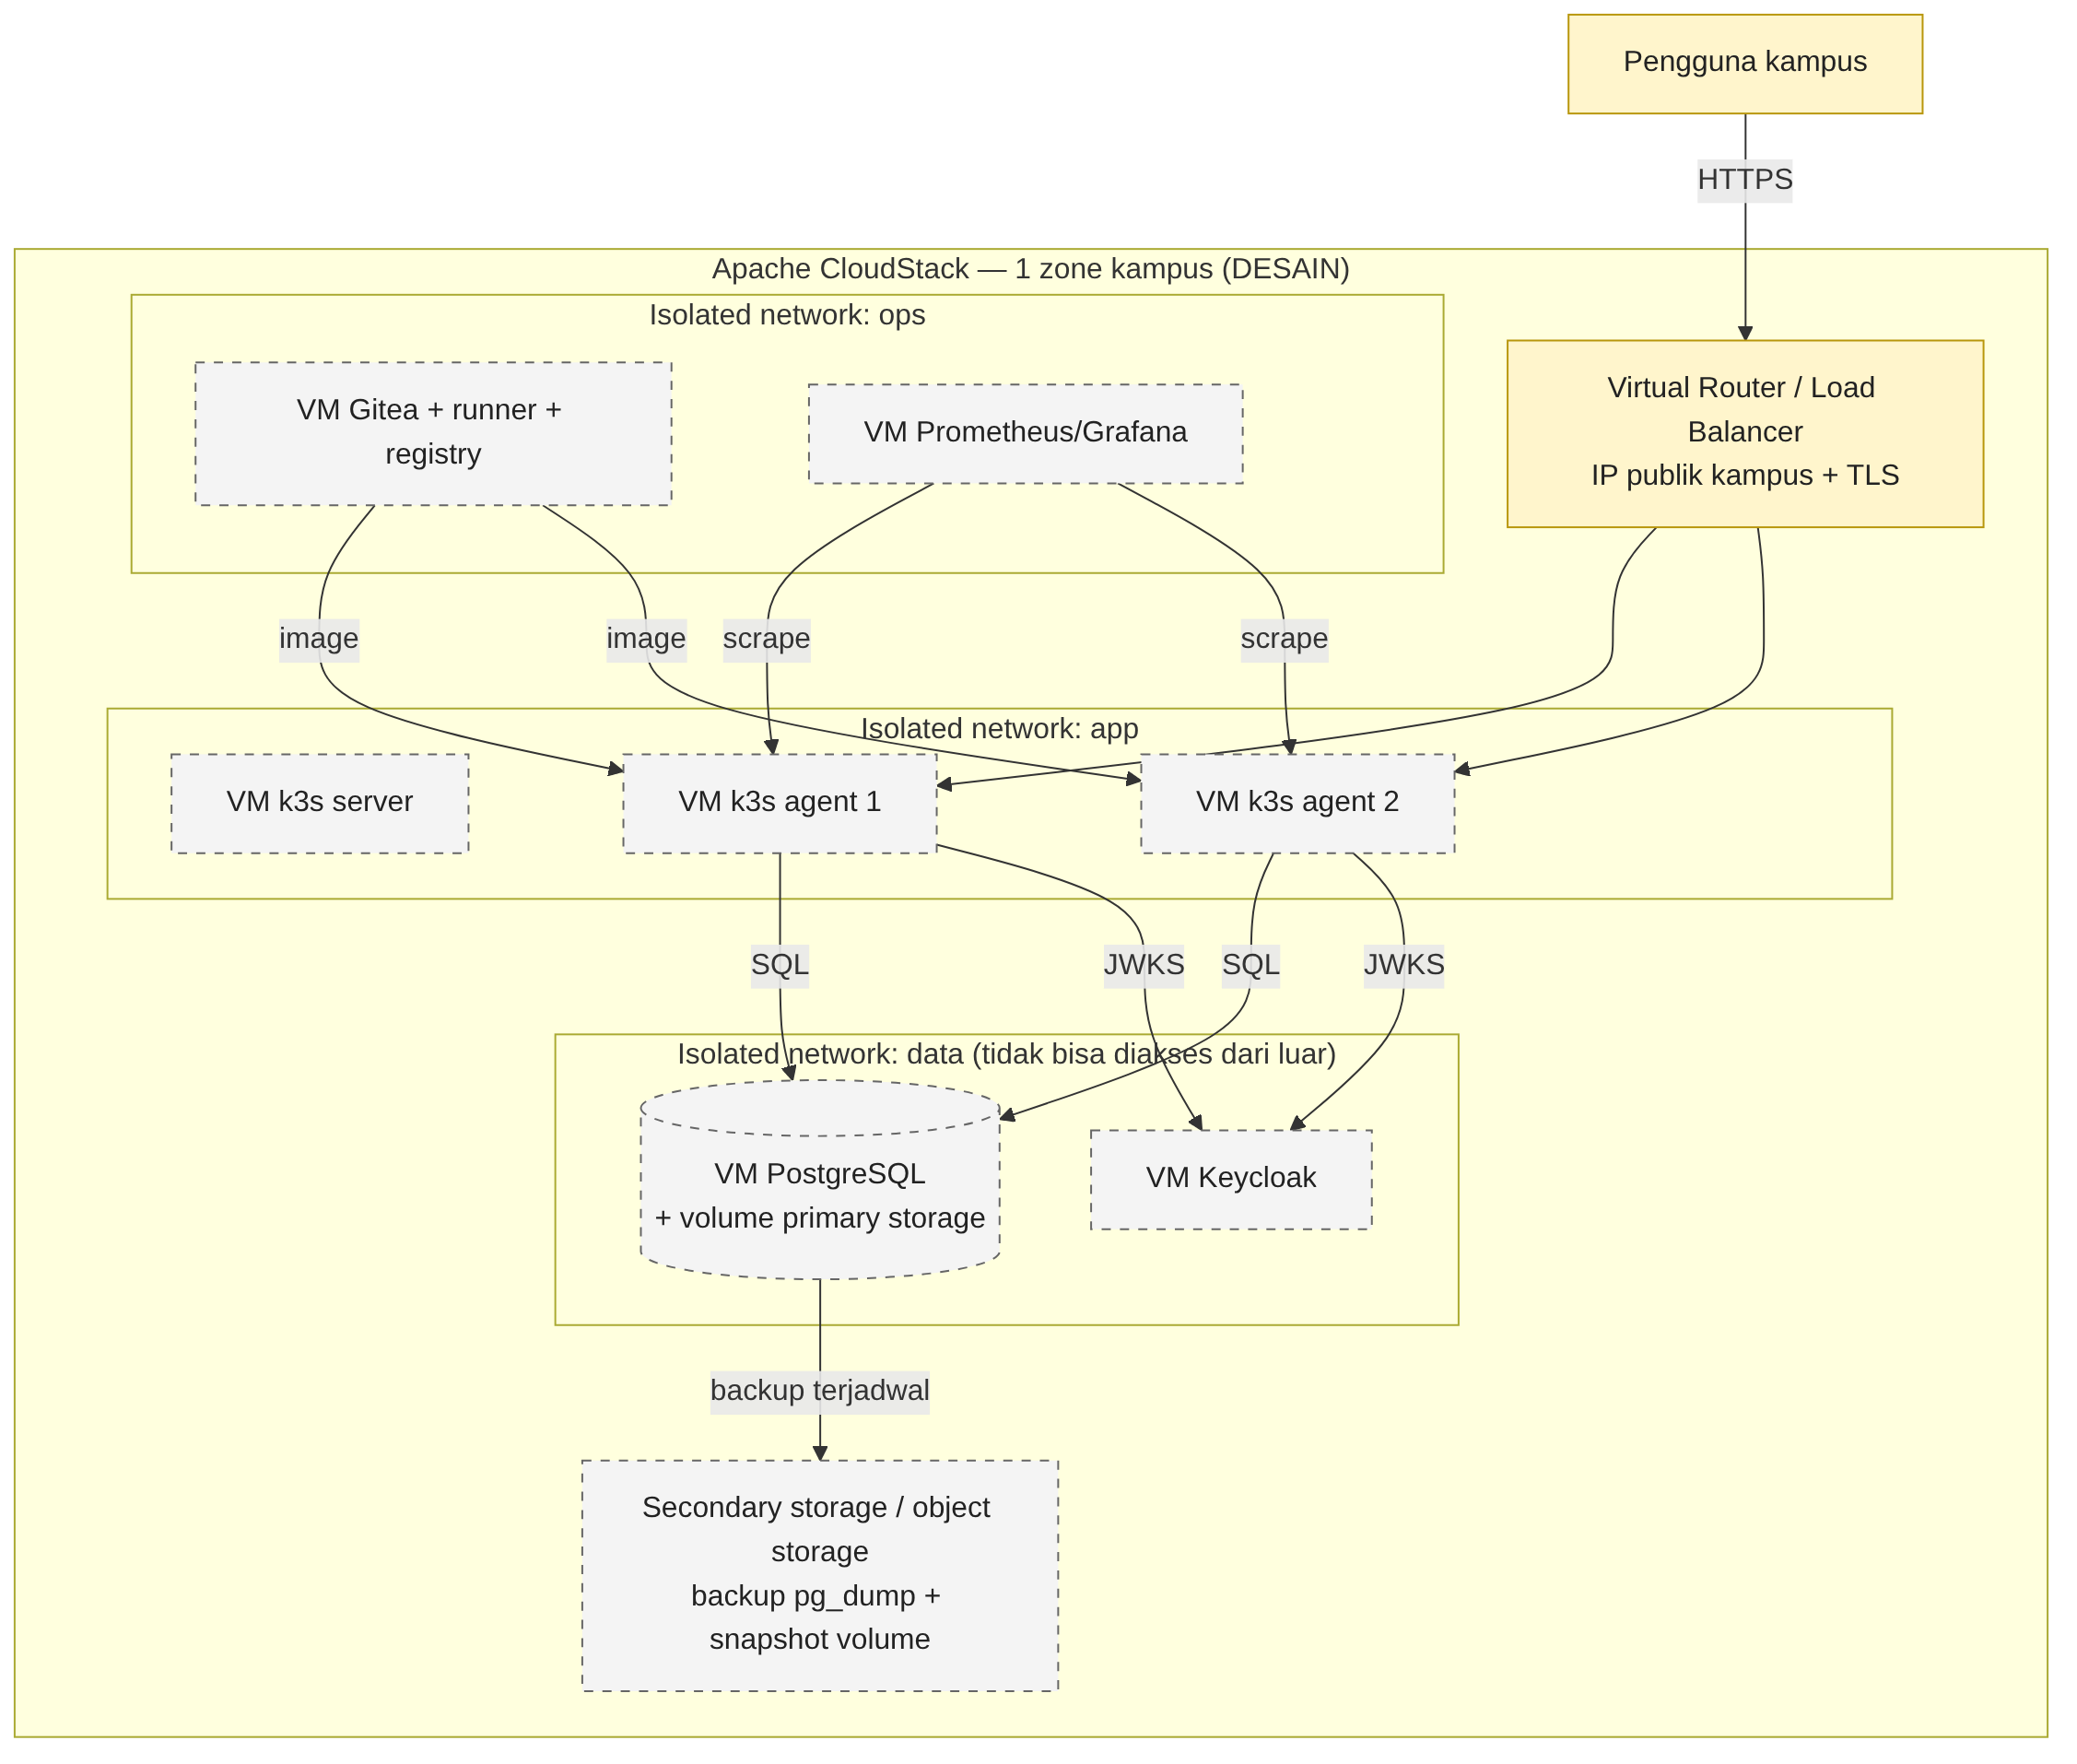 Pengguna kampus
HTTPS
Apache CloudStack — 1 zone kampus (DESAIN)
Isolated network: ops
VM Gitea + runner +
registry
VM Prometheus/Grafana
Virtual Router / Load
Balancer
IP publik kampus + TLS
image
image
scrape
scrape
Isolated network: app
VM k3s server
VM k3s agent 1
VM k3s agent 2
SQL
JWKS
SQL
JWKS
Isolated network: data (tidak bisa diakses dari luar)
VM PostgreSQL
+ volume primary storage
VM Keycloak
backup terjadwal
Secondary storage / object
storage
backup pg_dump +
snapshot volume